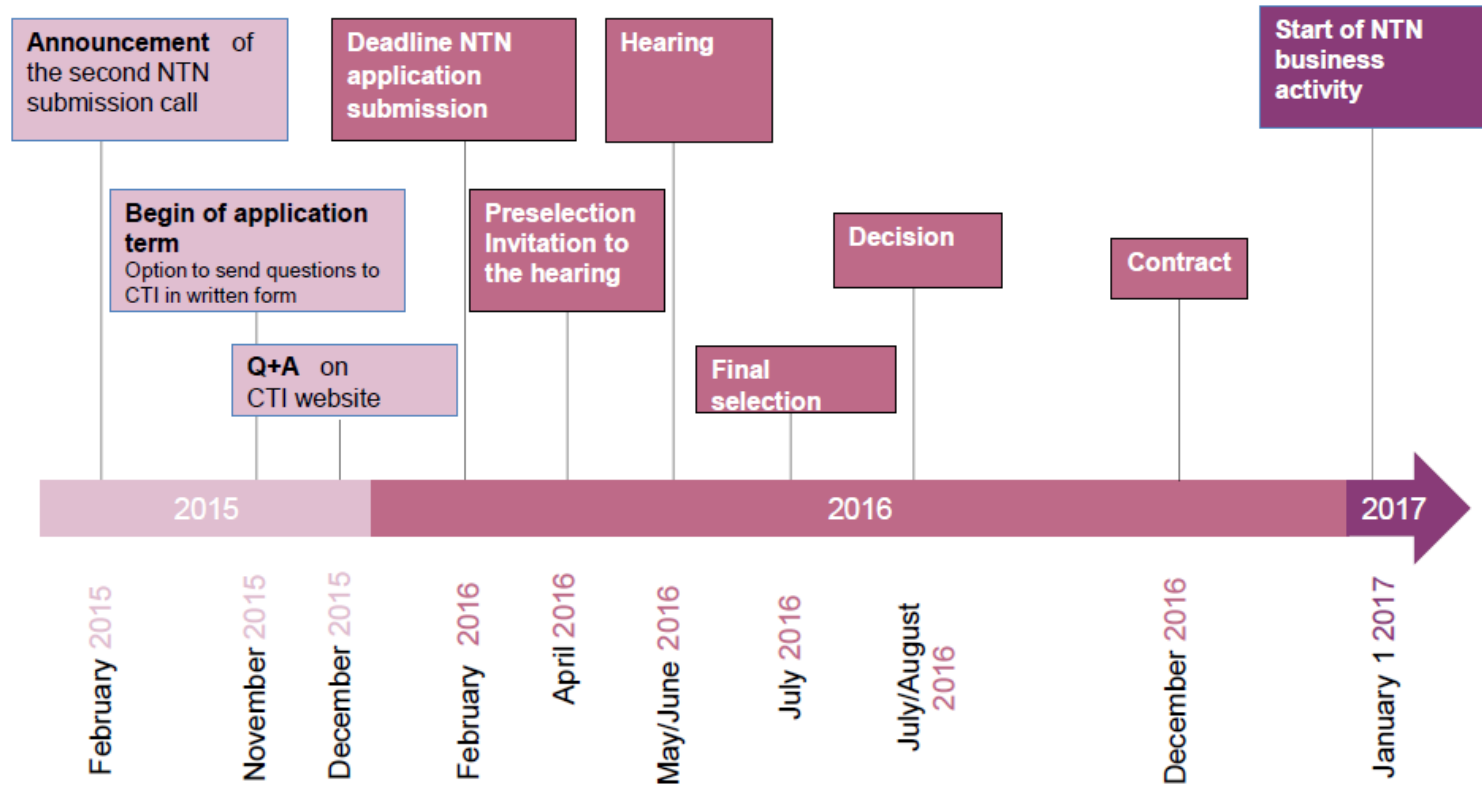 Announcement of
the second NTN
submission call
Deadline NTN
application
submission
Hearing
Start of NTN
business
activity
Begin of application
term
Option to send questions to
CTI in written form
Preselection
Invitation to
the hearing
Decision
Contract
Q+A on
CTI website
Final
selection
2015
2016
2017
February 2015
November 2015
December 2015
February 2016
April 2016
May/June 2016
July 2016
July/August
2016
December 2016
January 1 2017